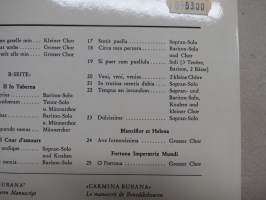 5300
Kleiner Chor
Grosser Chor
B-SEITE:
II In Taberna
Bariton-Solo
Tenor-Solo
u. Männerchor
Bariton-Solo
u. Männerchor
Männerchor
Cour d'amours
Sopran-Solo
und Knaben
Bariton-Solo
17 Stetit puella Sopran-Solo
18 Circa mea pectora Bariton-Solo
und Chor
19 Si puer cum puellula Soli (3 Tenöre,
Bariton, 2 Bässe)
20 Veni, veni, venias 2 kleine Chöre
21 In trutina mentis dubia Sopran-Solo
22 Tempus est iocundum Sopran- und
Bariton-Solo,
Knaben und
kleiner Chor
23 Dulcissime Sopran-Solo
Blanziflor et Helena
24 Ave formosissima Grosser Chor
Fortuna Imperatrix Mundi
25 O Fortuna Grosser Chor
BURANA"
Manuscript
«CARMINA BURANA»
Le manuscrit de Benediktbeuren